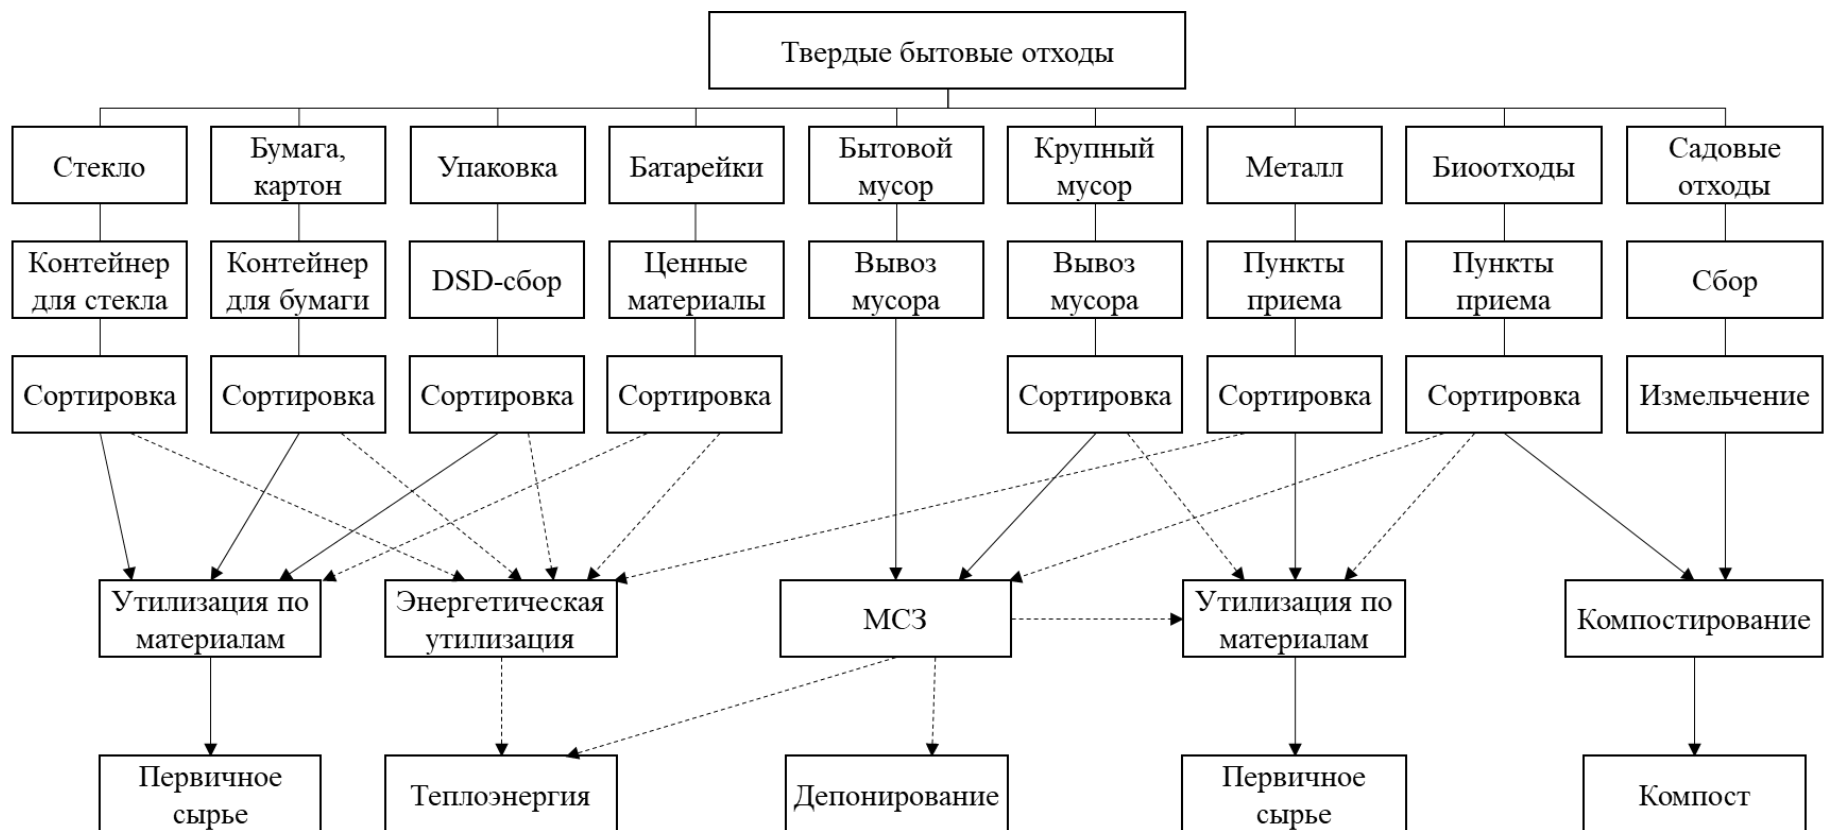 Твердые бытовые отходы
Стекло
Бумага,
картон
Упаковка
Батарейки
Бытовой
мусор
Крупный
мусор
Металл
Биоотходы
Садовые
отходы
Контейнер
для стекла
Контейнер
для бумаги
DSD-сбор
Ценные
материалы
Вывоз
мусора
Вывоз
мусора
Пункты
приема
Пункты
приема
Сбор
Сортировка
Сортировка
Сортировка
Сортировка
Сортировка
Сортировка
Сортировка
Измельчение
Утилизация по
материалам
Энергетическая
утилизация
МСЗ
Утилизация по
материалам
Компостирование
Первичное
сырье
Теплоэнергия
Депонирование
Первичное
сырье
Компост